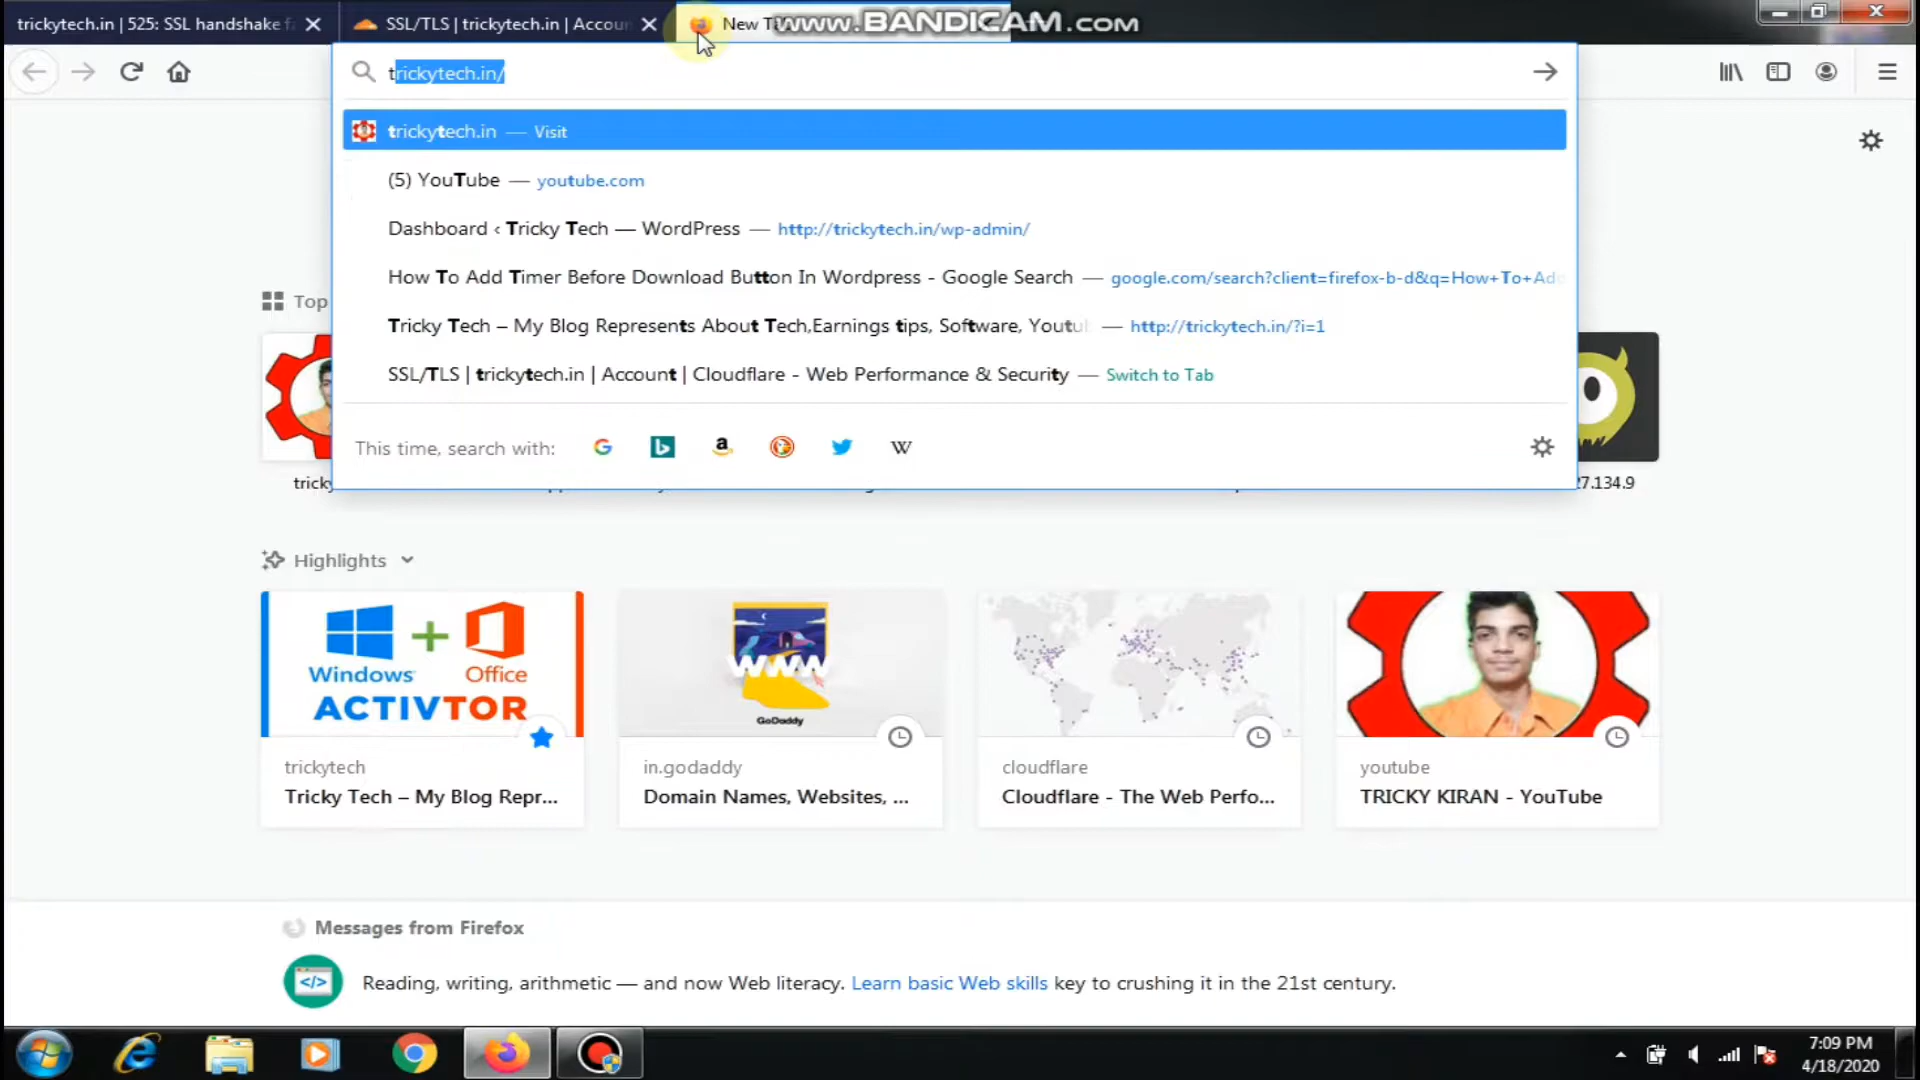 trickytech.in | 525: SSL handshake f
SSL/TLS | trickytech.in | Accou
New T
www.BANDICAM.com
trickytech.in/
trickytech.in — Visit
(5) YouTube — youtube.com
Dashboard ‹ Tricky Tech — WordPress — http://trickytech.in/wp-admin/
How To Add Timer Before Download Button In Wordpress - Google Search — google.com/search?client=firefox-b-d&q=How+To+Ad
Tricky Tech – My Blog Represents About Tech,Earnings tips, Software, Youtu — http://trickytech.in/?i=1
SSL/TLS | trickytech.in | Account | Cloudflare - Web Performance & Security — Switch to Tab
This time, search with:
Top
tricky
7.134.9
Highlights
Windows Office
ACTIVTOR
www
GoDaddy
trickytech
Tricky Tech – My Blog Repr...
in.godaddy
Domain Names, Websites, ...
cloudflare
Cloudflare - The Web Perfo...
youtube
TRICKY KIRAN - YouTube
Messages from Firefox
Reading, writing, arithmetic — and now Web literacy. Learn basic Web skills key to crushing it in the 21st century.
7:09 PM
4/18/2020